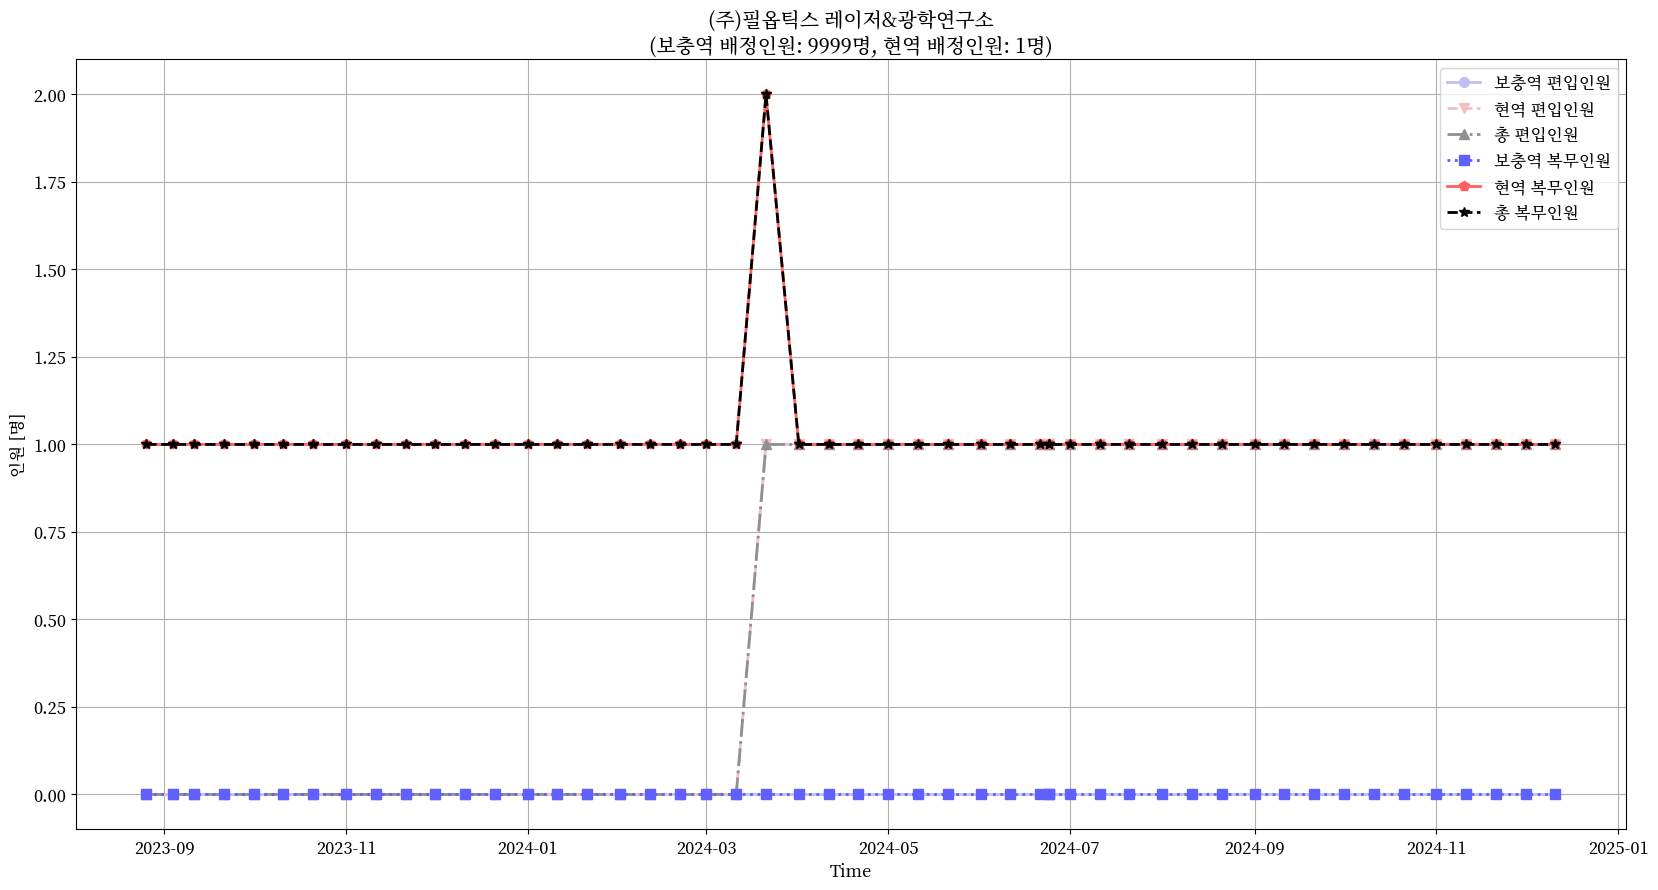 (주)필옵틱스 레이저&광학연구소
(보충역 배정인원: 9999명, 현역 배정인원: 1명)
보충역 편입인원
현역 편입인원
총 편입인원
보충역 복무인원
현역 복무인원
총 복무인원
2.00
1.75
1.50
1.25
1.00
0.75
0.50
0.25
0.00
인원 [명]
2023-09
2023-11
2024-01
2024-03
2024-05
2024-07
2024-09
2024-11
2025-01
Time